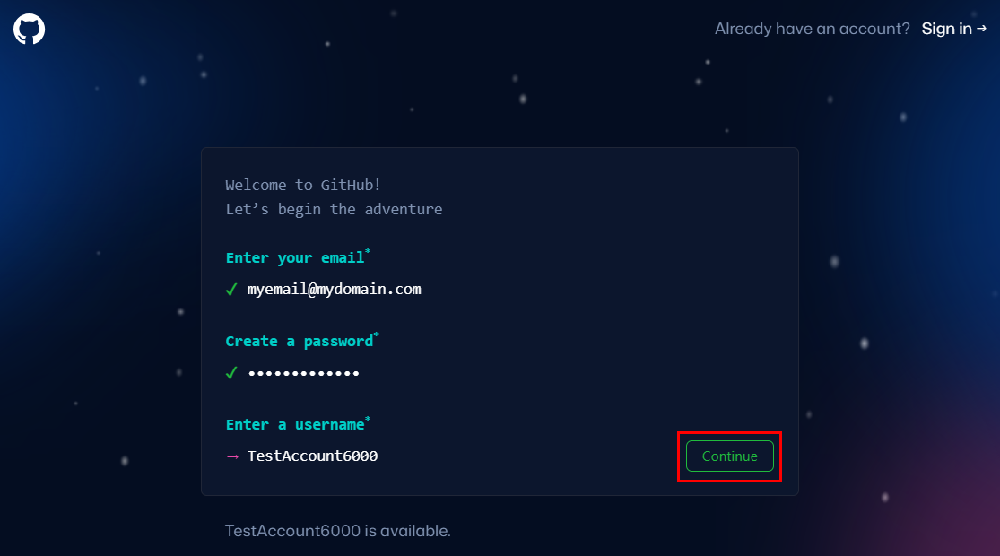 Already have an account? Sign in →
Welcome to GitHub!
Let’s begin the adventure
Enter your email*
✓ myemail@mydomain.com
Create a password*
✓ •••••••••••••
Enter a username*
→ TestAccount6000
Continue
TestAccount6000 is available.